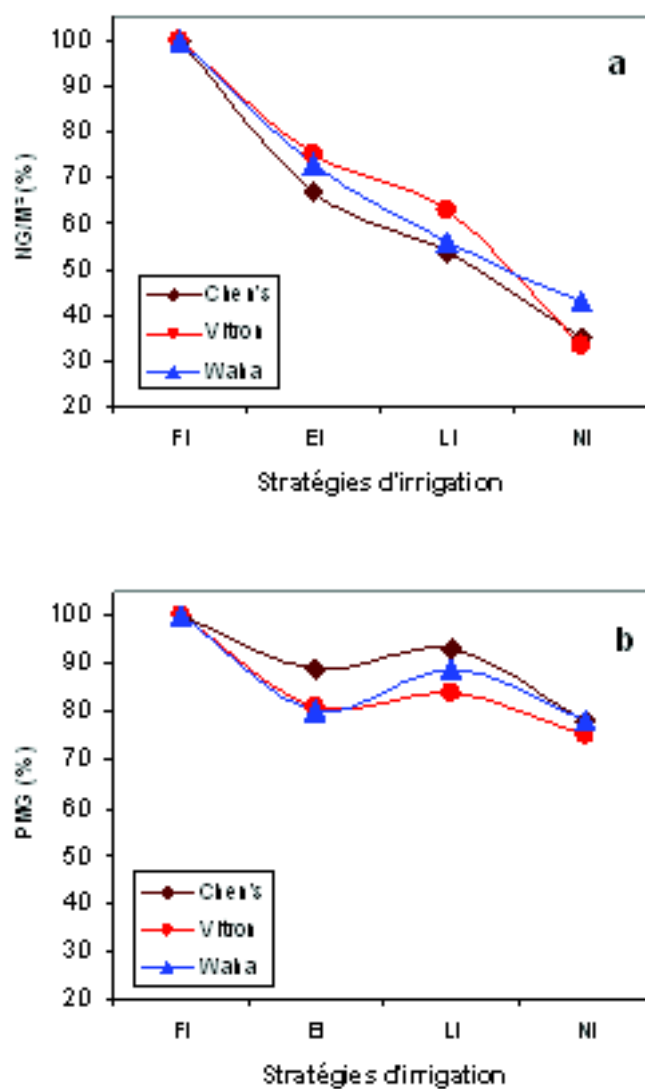 a
100
90
80
70
60
50
40
30
20
NG/M² (%)
Chen's
Vitron
Waha
FI EI LI NI
Stratégies d'irrigation
b
100
90
80
70
60
50
40
30
20
PMG (%)
Chen's
Vitron
Waha
FI EI LI NI
Stratégies d'irrigation